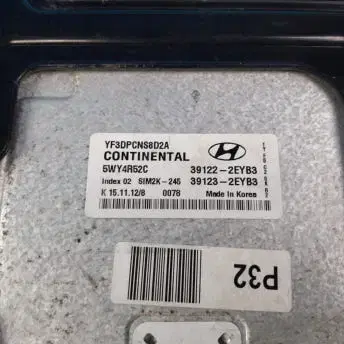 YF3DPCNS8D2A
CONTINENTAL
5WY4R52C 39122-2EYB3
Index 02 SIM2K-245 39123-2EYB3
K 15.11.12/8 0078 Made in Korea
P32